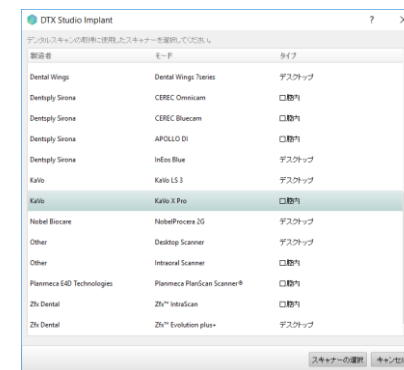 DTX Studio Implant
デンタルスキャンの取得に使用したスキャナーを選択してください。
製造者 モード タイプ
Dental Wings Dental Wings 7series デスクトップ
Dentsply Sirona CEREC Omnicam 口腔内
Dentsply Sirona CEREC Bluecam 口腔内
Dentsply Sirona APOLLO DI 口腔内
Dentsply Sirona InEos Blue デスクトップ
KaVo KaVo LS 3 デスクトップ
KaVo KaVo X Pro 口腔内
Nobel Biocare NobelProcera 2G デスクトップ
Other Desktop Scanner デスクトップ
Other Intraoral Scanner 口腔内
Planmeca E4D Technologies Planmeca PlanScan Scanner® 口腔内
Zfx Dental Zfx™ IntraScan 口腔内
Zfx Dental Zfx™ Evolution plus+ デスクトップ
スキャナーの選択 キャンセル